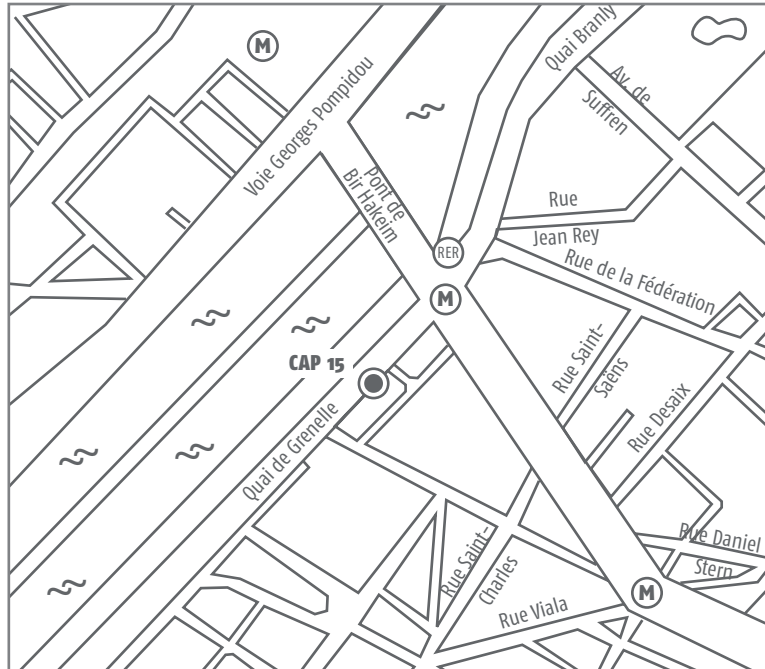 M
Quai Branly
Av. de
Suffren
Voie Georges Pompidou
Pont de
Bir Hakeim
Rue
Jean Rey
RER
Rue de la Fédération
M
CAP 15
Rue Saint-
Saëns
Rue Desaix
Quai de Grenelle
Rue Saint-
Charles
Rue Daniel
Stern
M
Rue Viala